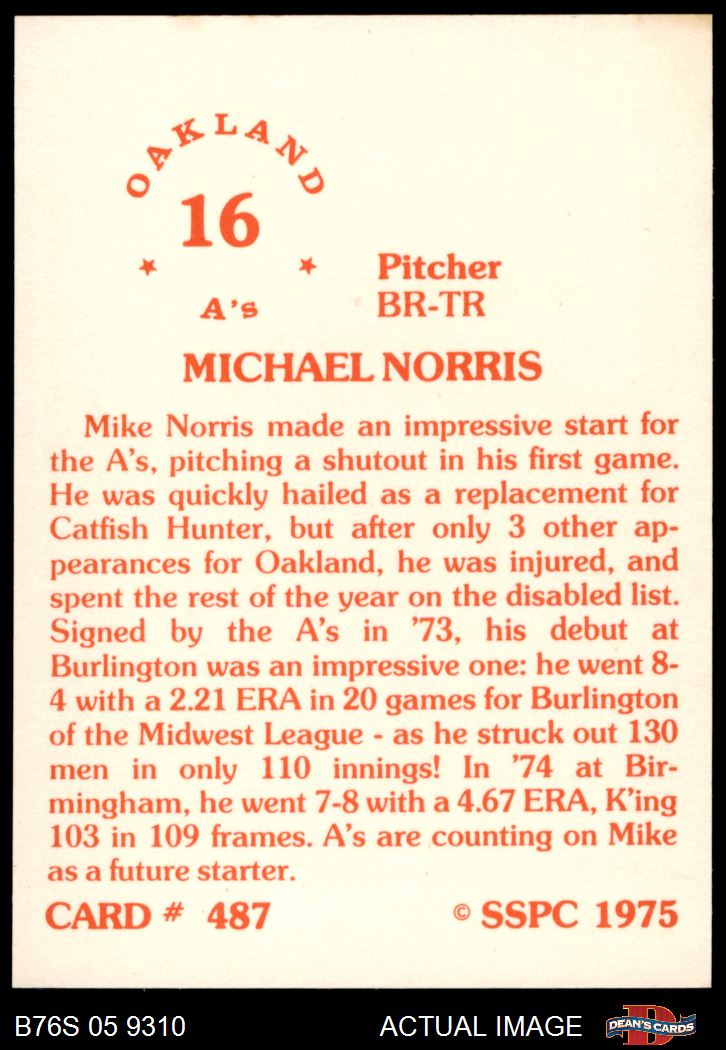 OAKLAND
16
A's
Pitcher
BR-TR
MICHAEL NORRIS
Mike Norris made an impressive start for
the A's, pitching a shutout in his first game.
He was quickly hailed as a replacement for
Catfish Hunter, but after only 3 other ap-
pearances for Oakland, he was injured, and
spent the rest of the year on the disabled list.
Signed by the A's in '73, his debut at
Burlington was an impressive one: he went 8-
4 with a 2.21 ERA in 20 games for Burlington
of the Midwest League - as he struck out 130
men in only 110 innings! In '74 at Bir-
mingham, he went 7-8 with a 4.67 ERA, K'ing
103 in 109 frames. A's are counting on Mike
as a future starter.
CARD # 487 © SSPC 1975
B76S 05 9310 ACTUAL IMAGE D DEAN'S CARDS